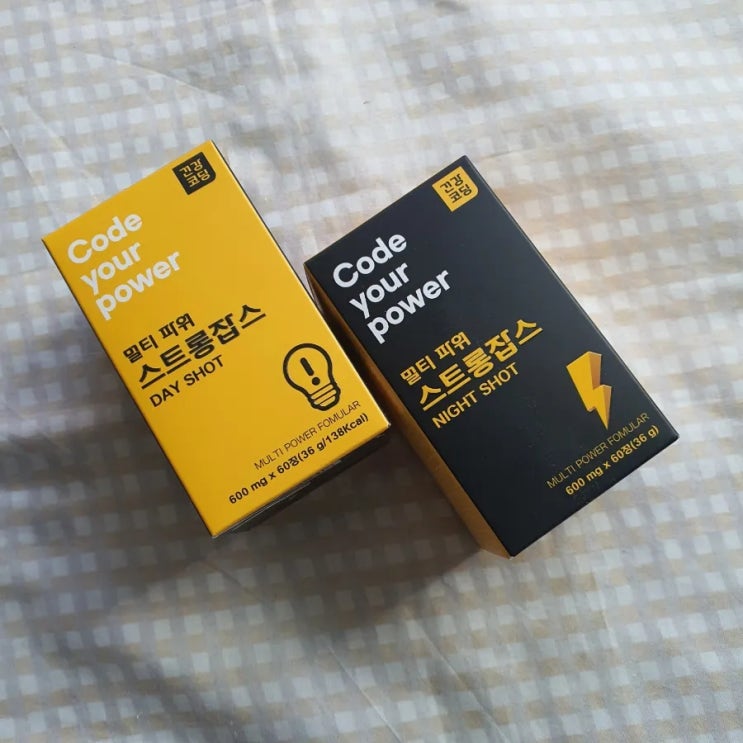 건강
코딩
Code
your
power
멀티 파워
스트롱잡스
DAY SHOT
MULTI POWER FOMULAR
600 mg x 60정(36 g/138Kcal)
건강
코딩
Code
your
power
멀티 파워
스트롱잡스
NIGHT SHOT
MULTI POWER FOMULAR
600 mg x 60정(36 g)